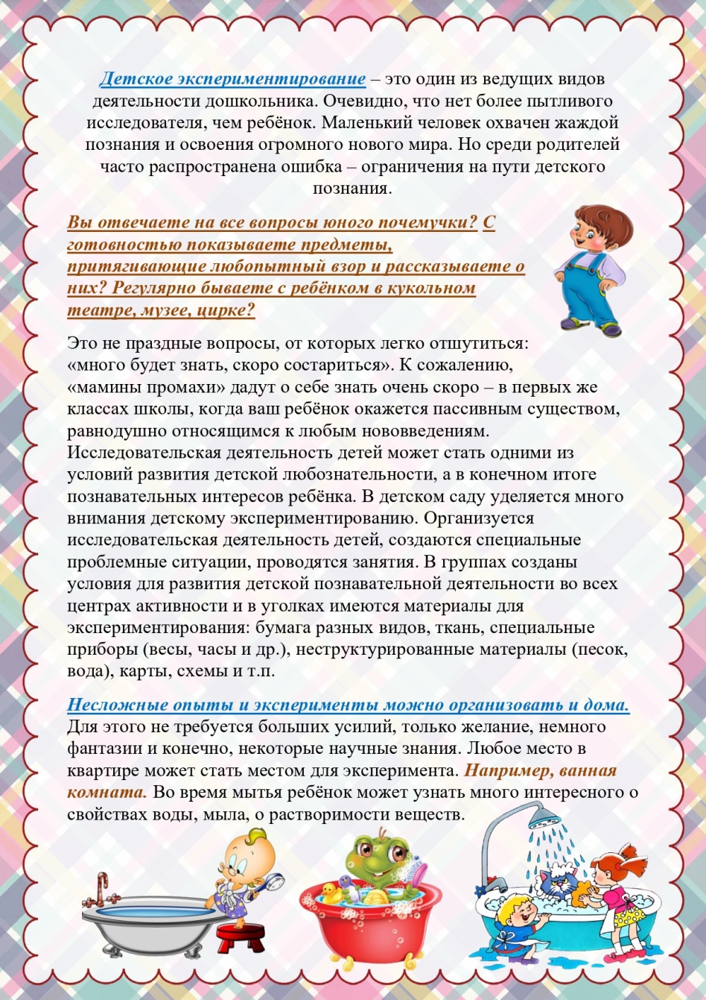 Детское экспериментирование – это один из ведущих видов
деятельности дошкольника. Очевидно, что нет более пытливого
исследователя, чем ребёнок. Маленький человек охвачен жаждой
познания и освоения огромного нового мира. Но среди родителей
часто распространена ошибка – ограничения на пути детского
познания.
Вы отвечаете на все вопросы юного почемучки? С
готовностью показываете предметы,
притягивающие любопытный взор и рассказываете о
них? Регулярно бываете с ребёнком в кукольном
театре, музее, цирке?
Это не праздные вопросы, от которых легко отшутиться:
«много будет знать, скоро состариться». К сожалению,
«мамины промахи» дадут о себе знать очень скоро – в первых же
классах школы, когда ваш ребёнок окажется пассивным существом,
равнодушно относящимся к любым нововведениям.
Исследовательская деятельность детей может стать одними из
условий развития детской любознательности, а в конечном итоге
познавательных интересов ребёнка. В детском саду уделяется много
внимания детскому экспериментированию. Организуется
исследовательская деятельность детей, создаются специальные
проблемные ситуации, проводятся занятия. В группах созданы
условия для развития детской познавательной деятельности во всех
центрах активности и в уголках имеются материалы для
экспериментирования: бумага разных видов, ткань, специальные
приборы (весы, часы и др.), неструктурированные материалы (песок,
вода), карты, схемы и т.п.
Несложные опыты и эксперименты можно организовать и дома.
Для этого не требуется больших усилий, только желание, немного
фантазии и конечно, некоторые научные знания. Любое место в
квартире может стать местом для эксперимента. Например, ванная
комната. Во время мытья ребёнок может узнать много интересного о
свойствах воды, мыла, о растворимости веществ.